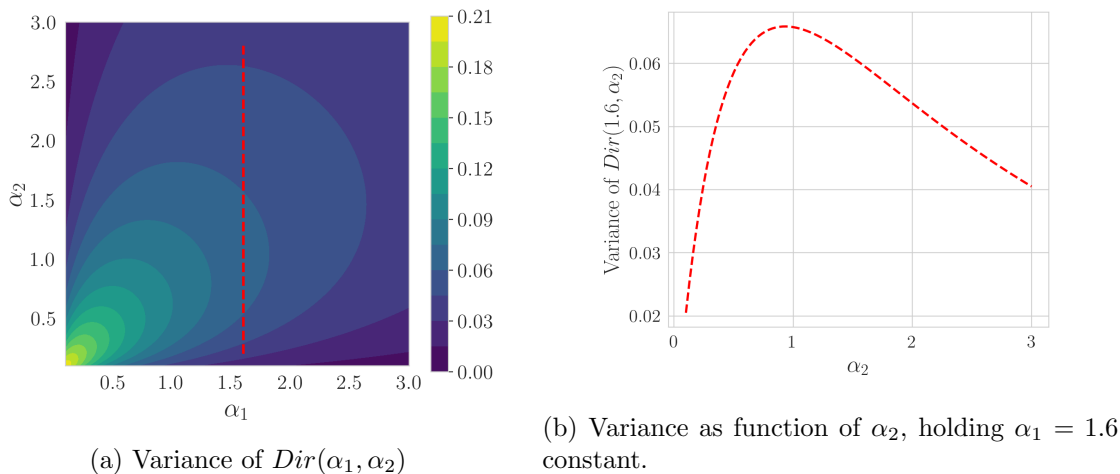 3.0
2.5
2.0
1.5
1.0
0.5
α₂
0.5 1.0 1.5 2.0 2.5 3.0
α₁
0.21
0.18
0.15
0.12
0.09
0.06
0.03
0.00
(a) Variance of Dir(α₁, α₂)
0.06
0.05
0.04
0.03
0.02
Variance of Dir(1.6, α₂)
0 1 2 3
α₂
(b) Variance as function of α₂, holding α₁ = 1.6
constant.